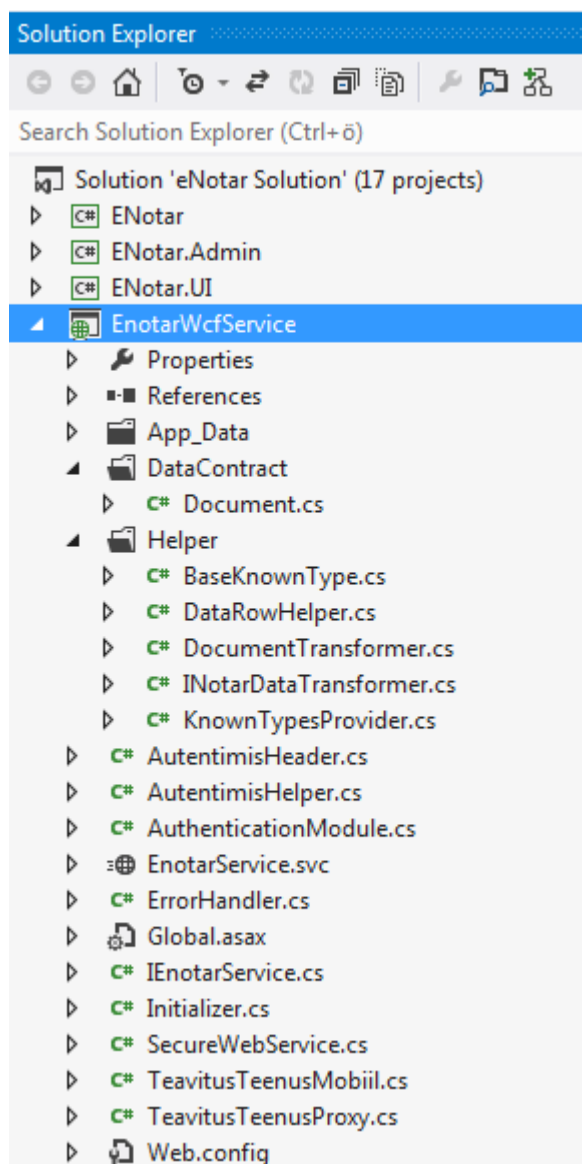 Solution Explorer
Search Solution Explorer (Ctrl+ö)
Solution 'eNotar Solution' (17 projects)
C# ENotar
C# ENotar.Admin
C# ENotar.UI
EnotarWcfService
Properties
References
App_Data
DataContract
C# Document.cs
Helper
C# BaseKnownType.cs
C# DataRowHelper.cs
C# DocumentTransformer.cs
C# INotarDataTransformer.cs
C# KnownTypesProvider.cs
C# AutentimisHeader.cs
C# AutentimisHelper.cs
C# AuthenticationModule.cs
EnotarService.svc
C# ErrorHandler.cs
Global.asax
C# IEnotarService.cs
C# Initializer.cs
C# SecureWebService.cs
C# TeavitusTeenusMobiil.cs
C# TeavitusTeenusProxy.cs
Web.config